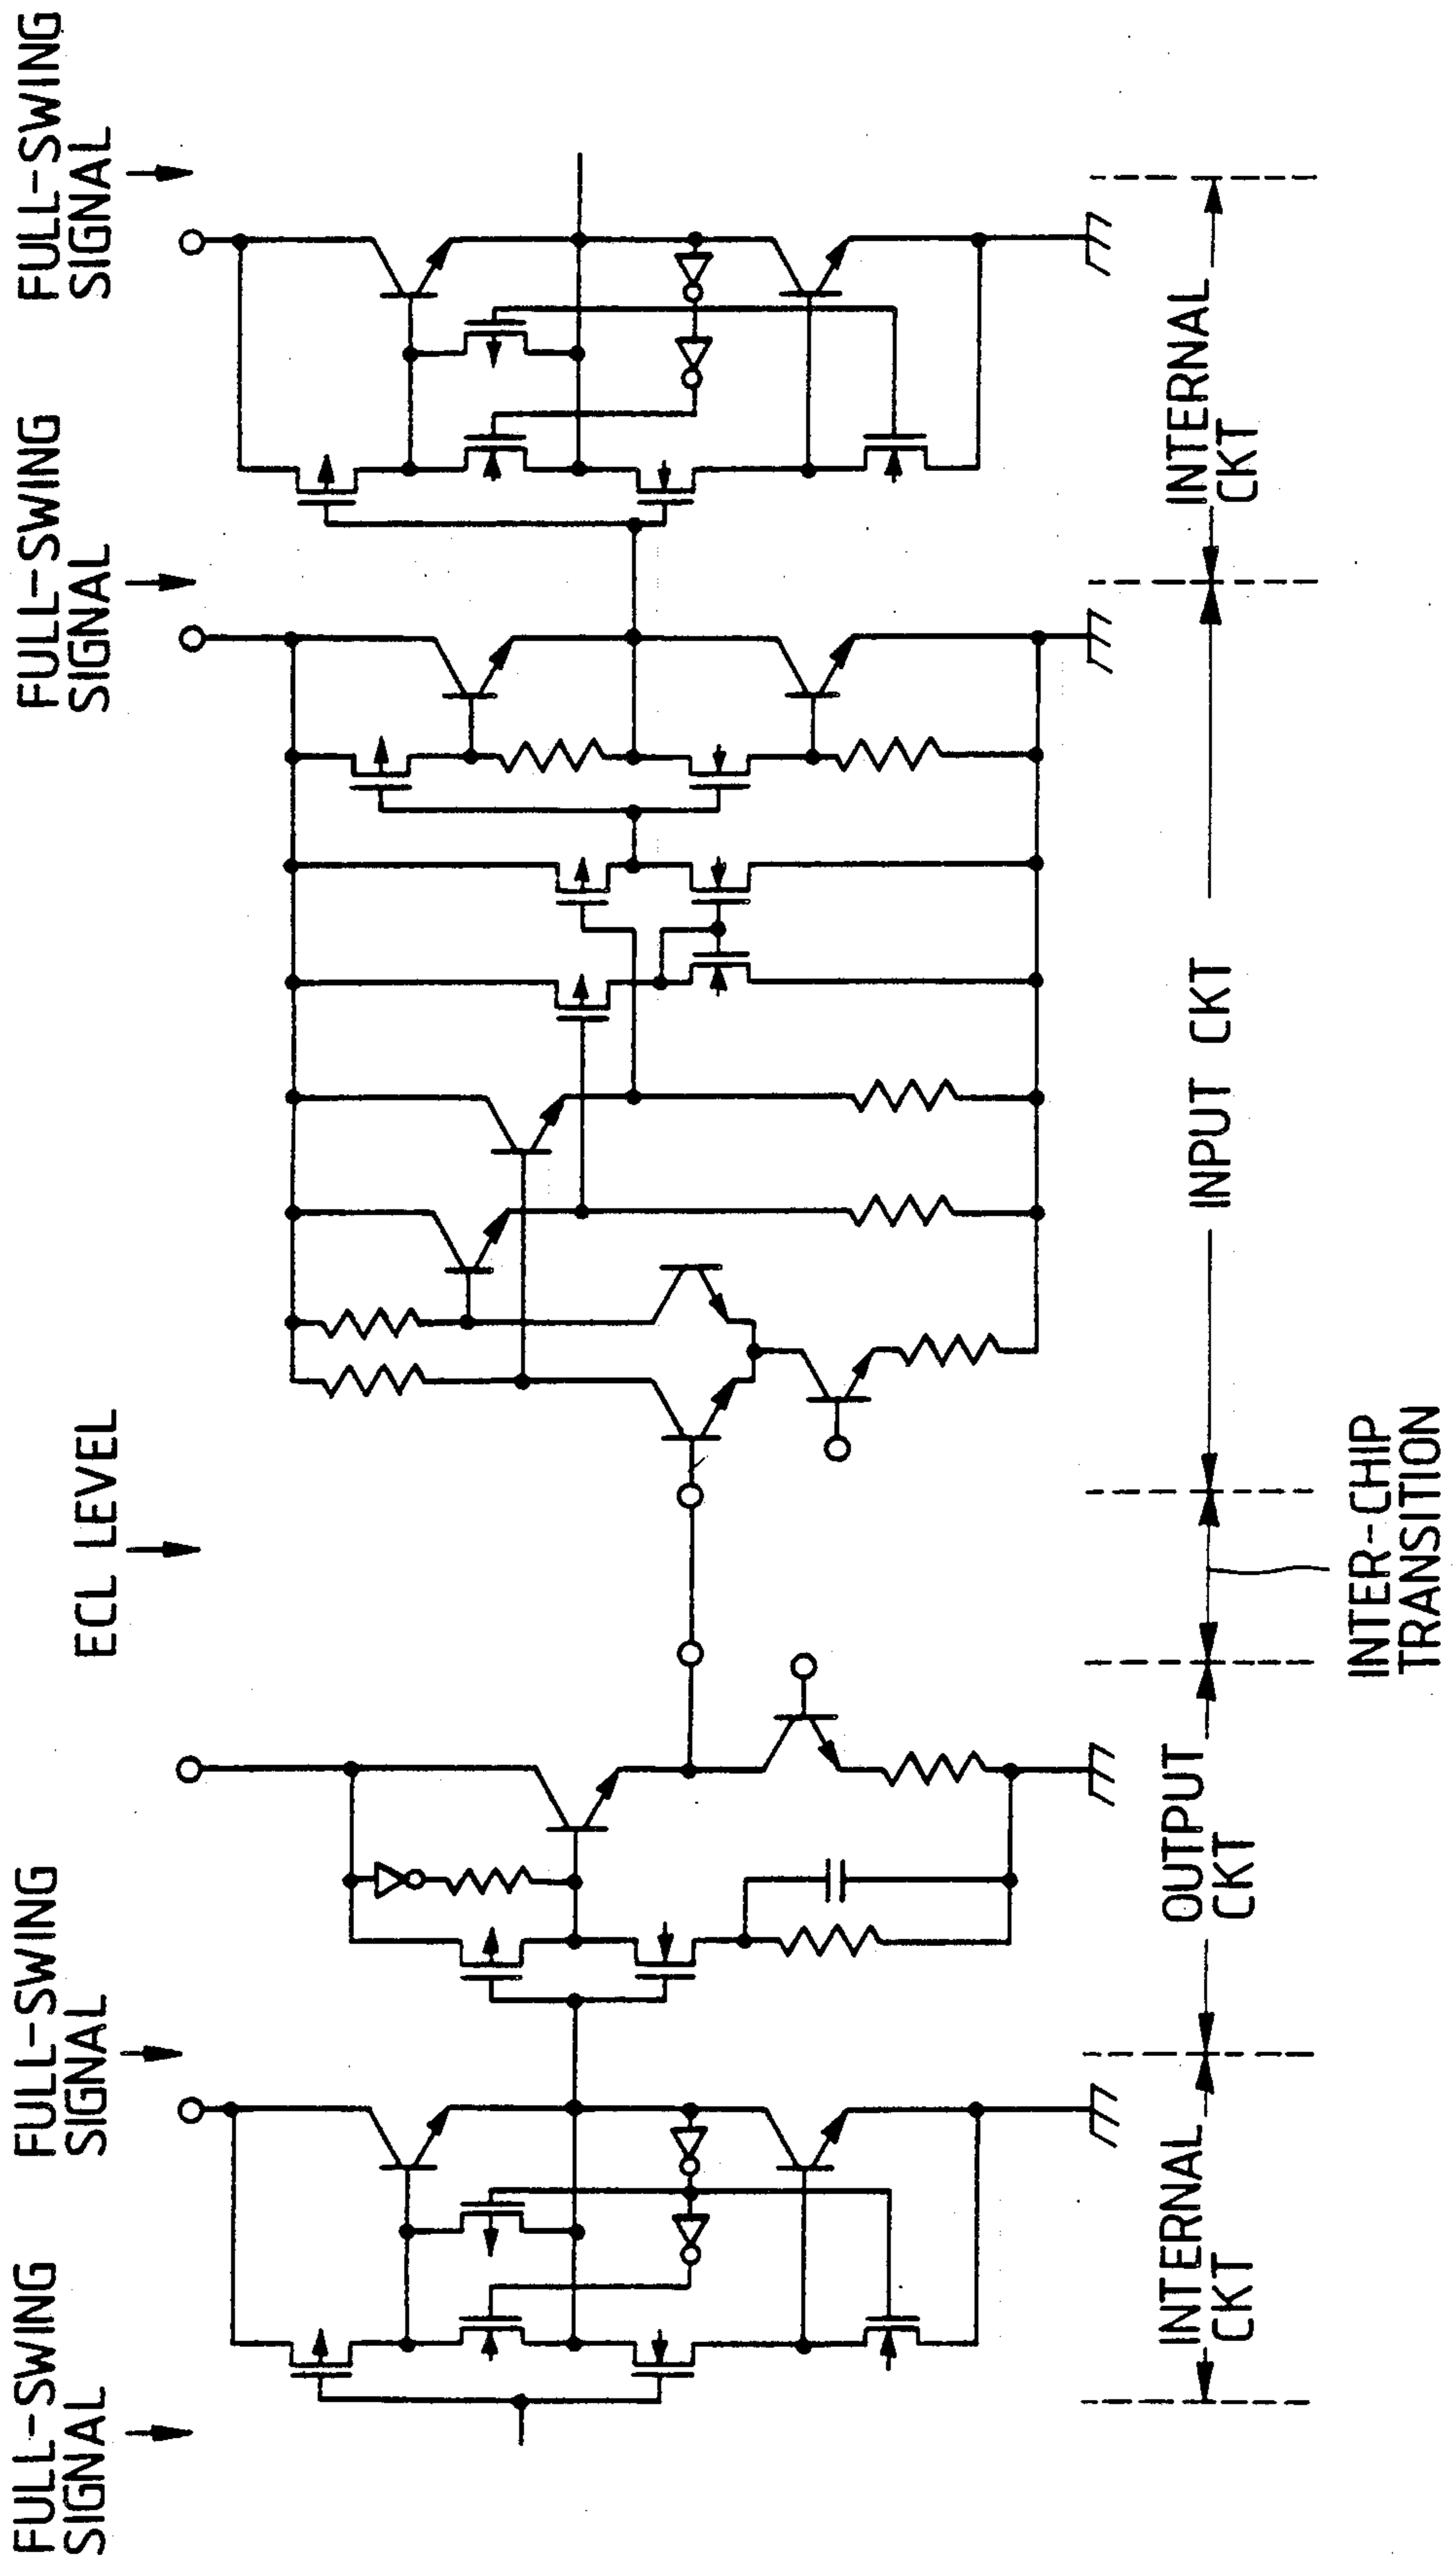 FULL-SWING
SIGNAL
FULL-SWING
SIGNAL
ECL LEVEL
FULL-SWING
SIGNAL
FULL-SWING
SIGNAL
INTERNAL
CKT
OUTPUT
CKT
INTER-CHIP
TRANSITION
INPUT CKT
INTERNAL
CKT